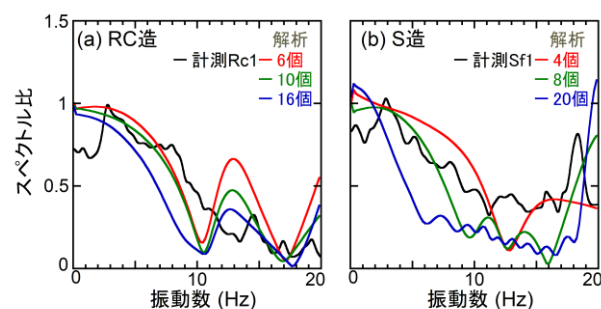 スペクトル比
1.5
1
0.5
0
(a) RC造
解析
計測Rc1
6個
10個
16個
0
10
20
振動数 (Hz)
(b) S造
解析
計測Sf1
4個
8個
20個
0
10
20
振動数 (Hz)